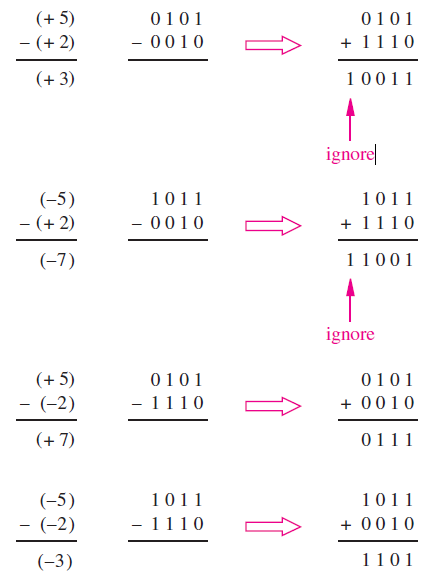 (+ 5) 0 1 0 1 0 1 0 1
– (+ 2) – 0 0 1 0 + 1 1 1 0
(+ 3) 1 0 0 1 1
ignore
(–5) 1 0 1 1 1 0 1 1
– (+ 2) – 0 0 1 0 + 1 1 1 0
(–7) 1 1 0 0 1
ignore
(+ 5) 0 1 0 1 0 1 0 1
– (–2) – 1 1 1 0 + 0 0 1 0
(+ 7) 0 1 1 1
(–5) 1 0 1 1 1 0 1 1
– (–2) – 1 1 1 0 + 0 0 1 0
(–3) 1 1 0 1